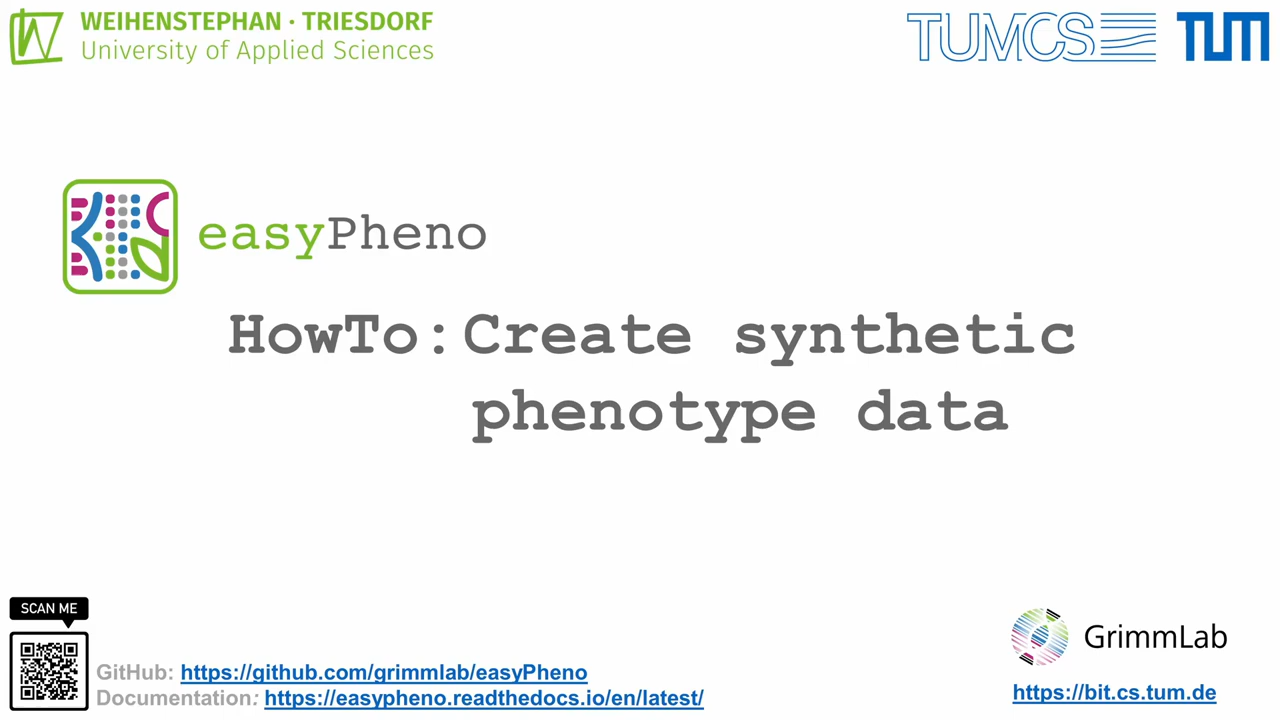 WEIHENSTEPHAN · TRIESDORF
University of Applied Sciences
TUMCS TUM
easyPheno
HowTo: Create synthetic
phenotype data
SCAN ME
GitHub: https://github.com/grimmlab/easyPheno
Documentation: https://easypheno.readthedocs.io/en/latest/
GrimmLab
https://bit.cs.tum.de